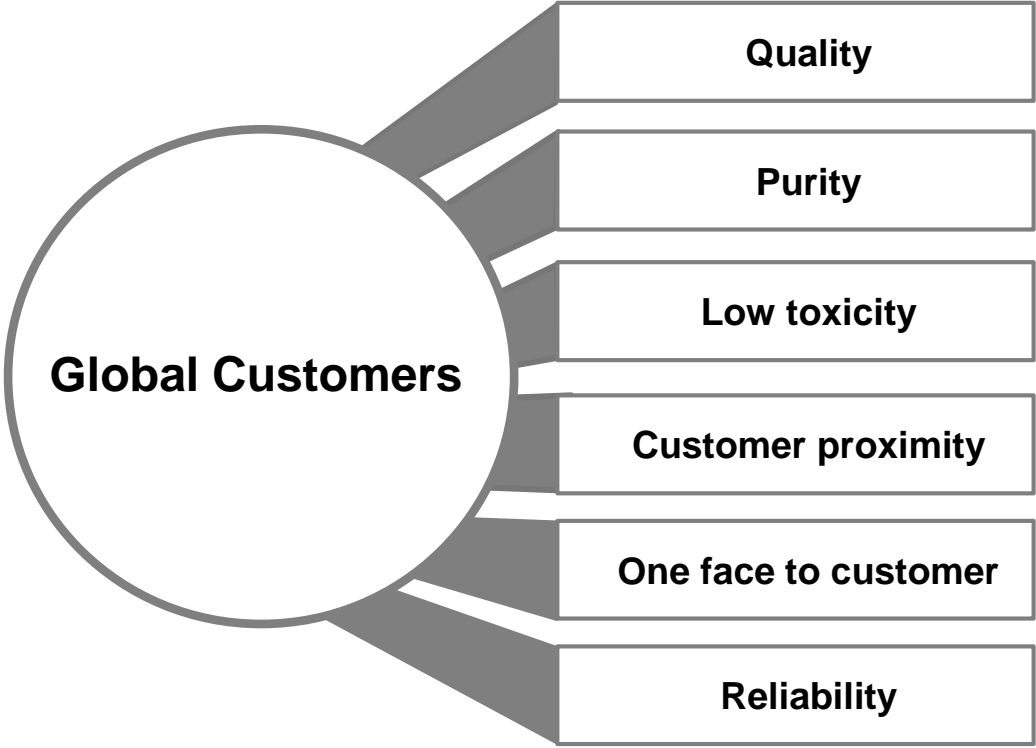 Global Customers
Quality
Purity
Low toxicity
Customer proximity
One face to customer
Reliability